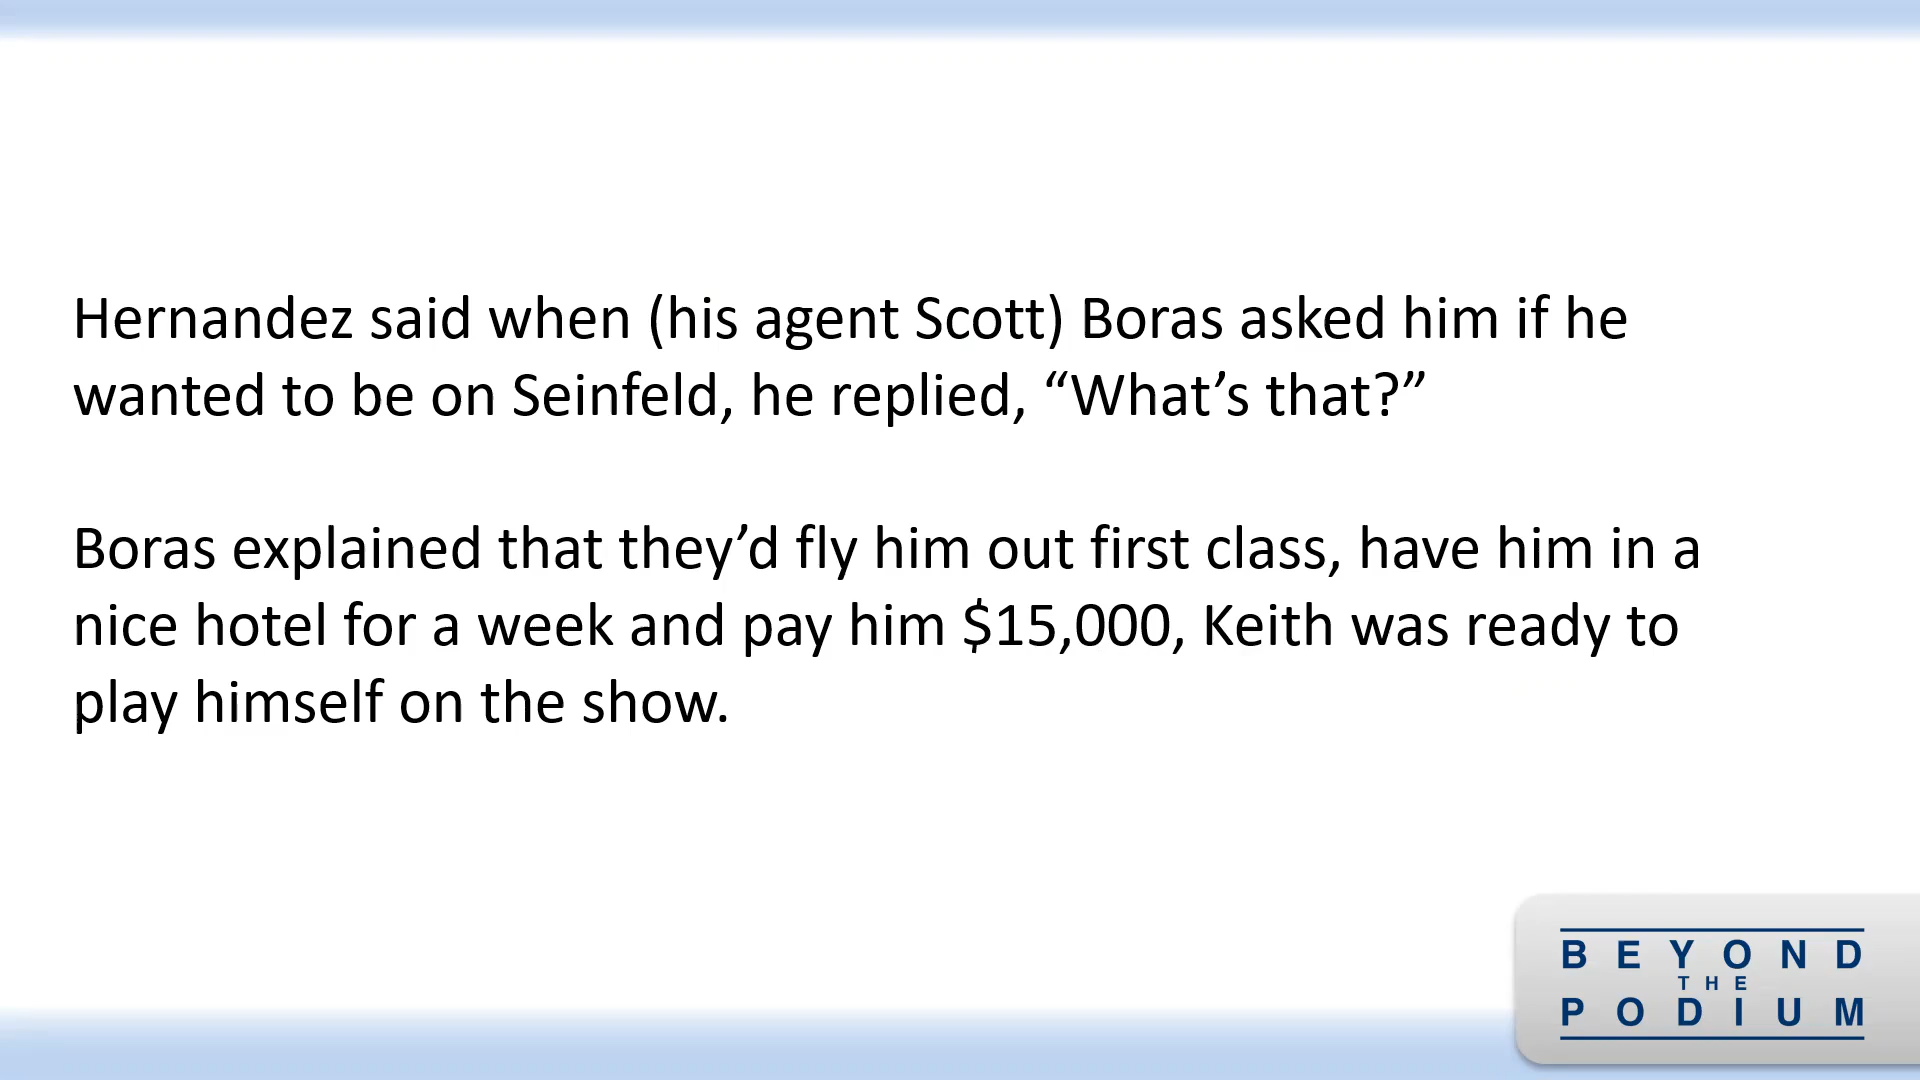 Hernandez said when (his agent Scott) Boras asked him if he
wanted to be on Seinfeld, he replied, “What’s that?”
Boras explained that they’d fly him out first class, have him in a
nice hotel for a week and pay him $15,000, Keith was ready to
play himself on the show.
BEYOND
THE
PODIUM